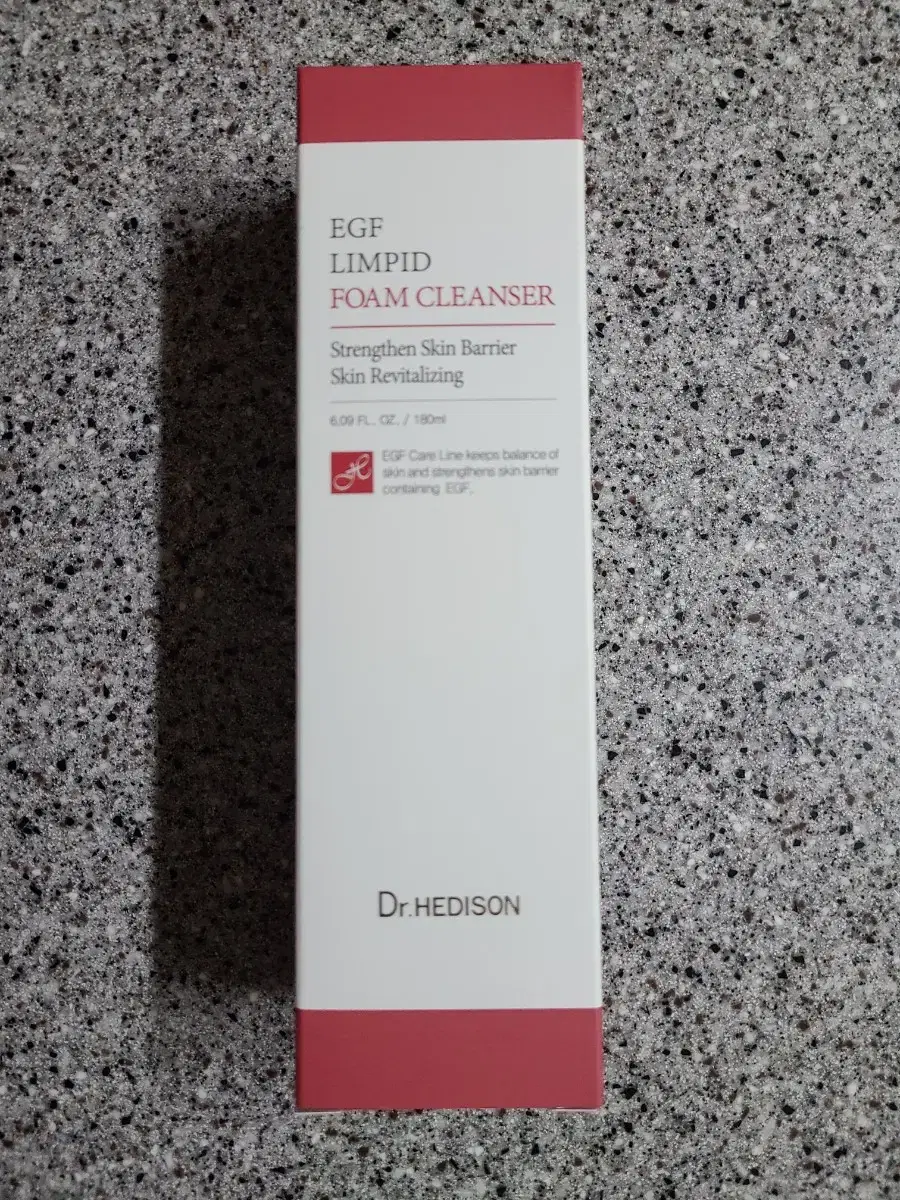 EGF
LIMPID
FOAM CLEANSER
Strengthen Skin Barrier
Skin Revitalizing
6.09 FL. OZ. / 180ml
EGF Care Line keeps balance of
skin and strengthens skin barrier
containing EGF.
Dr.HEDISON